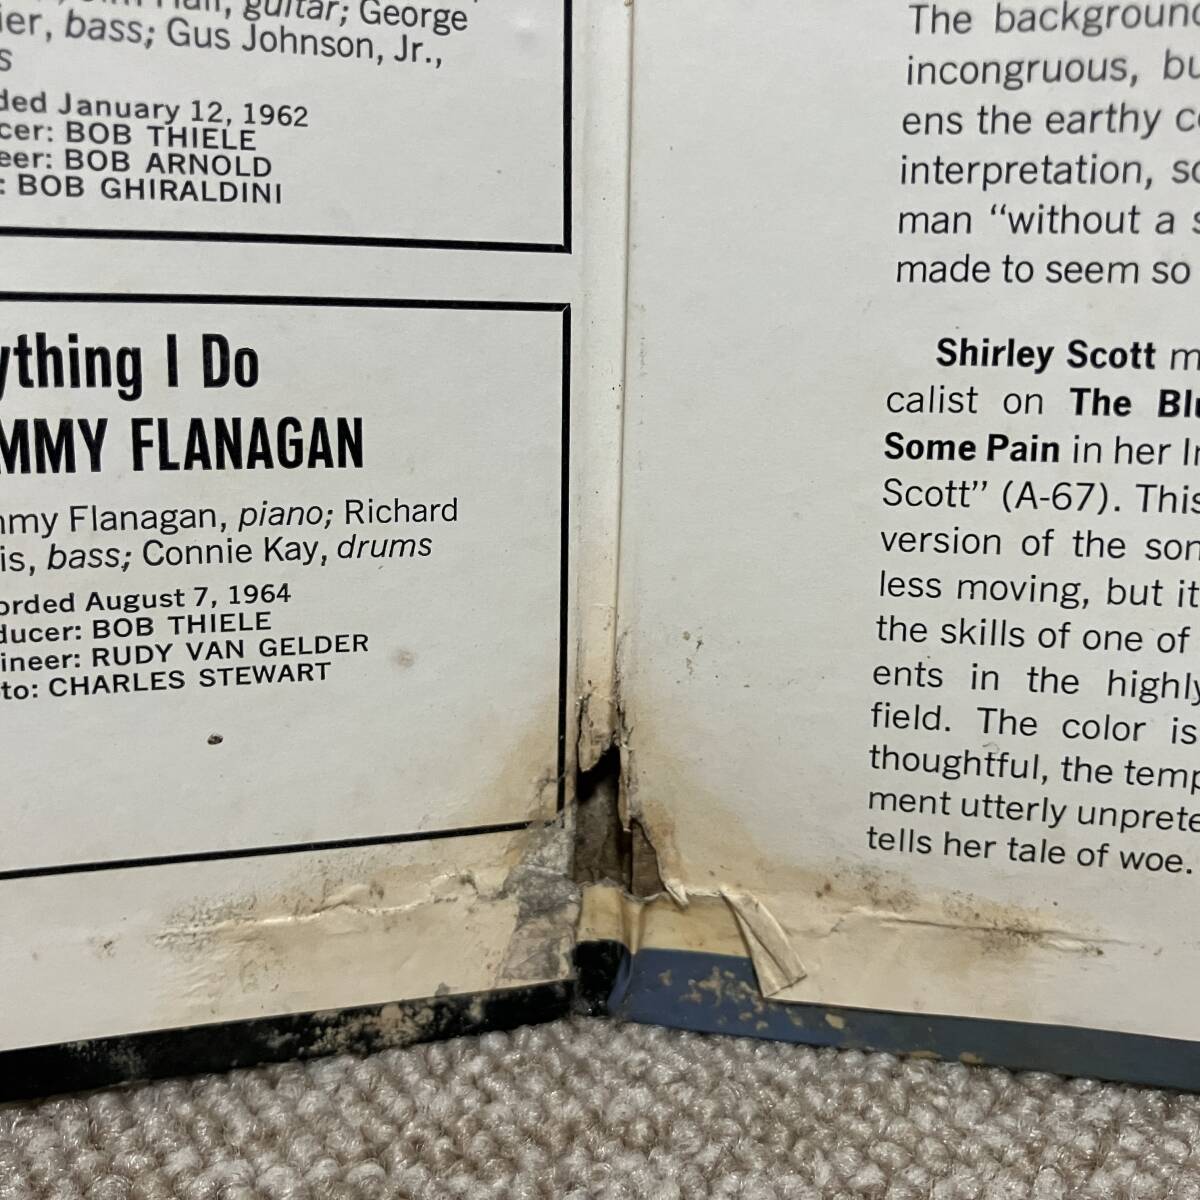 guitar; George
ier, bass; Gus Johnson, Jr.,
s
ded January 12, 1962
cer: BOB THIELE
eer: BOB ARNOLD
: BOB GHIRALDINI
ything I Do
MMY FLANAGAN
mmy Flanagan, piano; Richard
is, bass; Connie Kay, drums
orded August 7, 1964
ducer: BOB THIELE
ineer: RUDY VAN GELDER
to: CHARLES STEWART
The background
incongruous, bu
ens the earthy c
interpretation, so
man “without a s
made to seem so
Shirley Scott m
calist on The Blu
Some Pain in her I
Scott” (A-67). This
version of the son
less moving, but it
the skills of one of
ents in the highly
field. The color is
thoughtful, the temp
ment utterly unprete
tells her tale of woe.